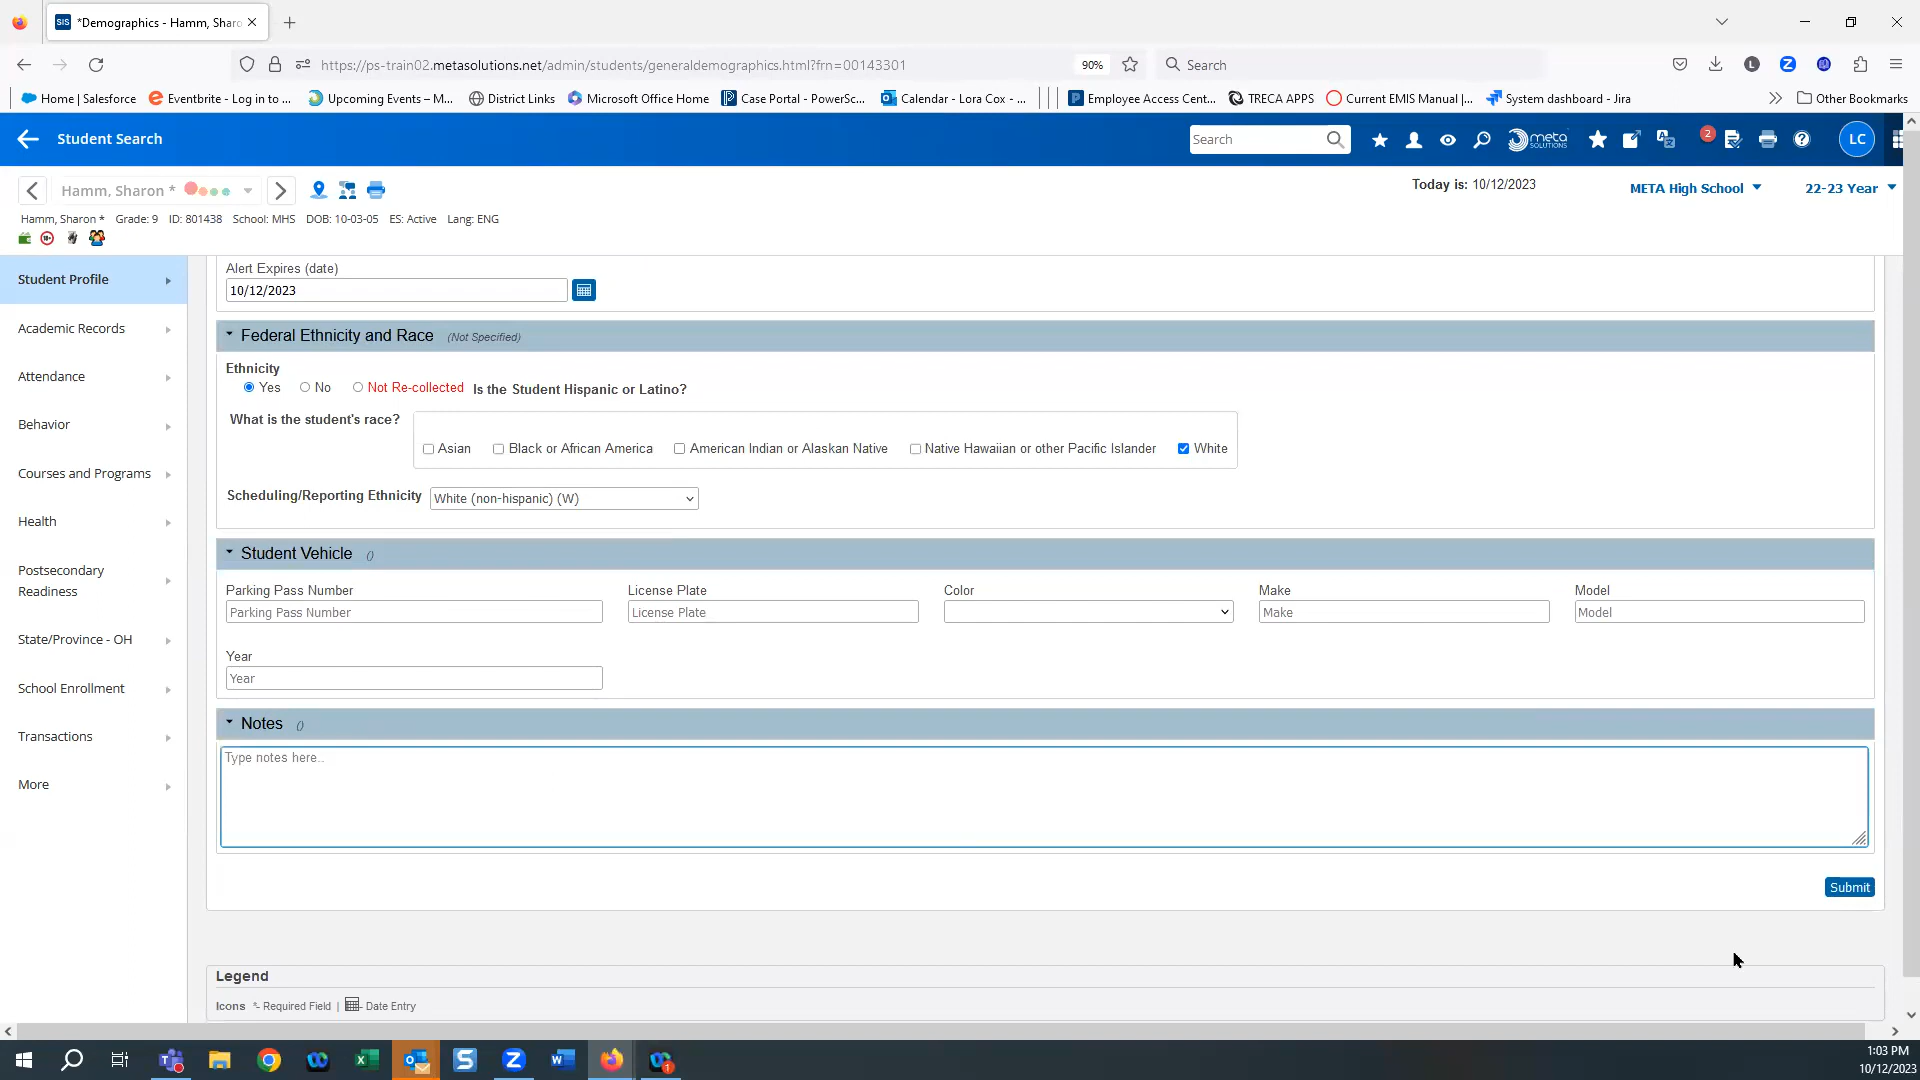 SIS *Demographics - Hamm, Sharo
https://ps-train02.metasolutions.net/admin/students/generaldemographics.html?frn=00143301 90% Search
Home | Salesforce Eventbrite - Log in to ... Upcoming Events – M... District Links Microsoft Office Home Case Portal - PowerSc... Calendar - Lora Cox - ... Employee Access Cent... TRECA APPS Current EMIS Manual |... System dashboard - Jira Other Bookmarks
Student Search Search meta SOLUTIONS 2 LC
Hamm, Sharon * Today is: 10/12/2023 META High School 22-23 Year
Hamm, Sharon * Grade: 9 ID: 801438 School: MHS DOB: 10-03-05 ES: Active Lang: ENG
Student Profile
Academic Records
Attendance
Behavior
Courses and Programs
Health
Postsecondary
Readiness
State/Province - OH
School Enrollment
Transactions
More
Alert Expires (date)
10/12/2023
Federal Ethnicity and Race (Not Specified)
Ethnicity
Yes No Not Re-collected Is the Student Hispanic or Latino?
What is the student's race?
Asian Black or African America American Indian or Alaskan Native Native Hawaiian or other Pacific Islander White
Scheduling/Reporting Ethnicity White (non-hispanic) (W)
Student Vehicle ()
Parking Pass Number License Plate Color Make Model
Parking Pass Number License Plate Make Model
Year
Year
Notes ()
Type notes here..
Submit
Legend
Icons *- Required Field | - Date Entry
1:03 PM
10/12/2023